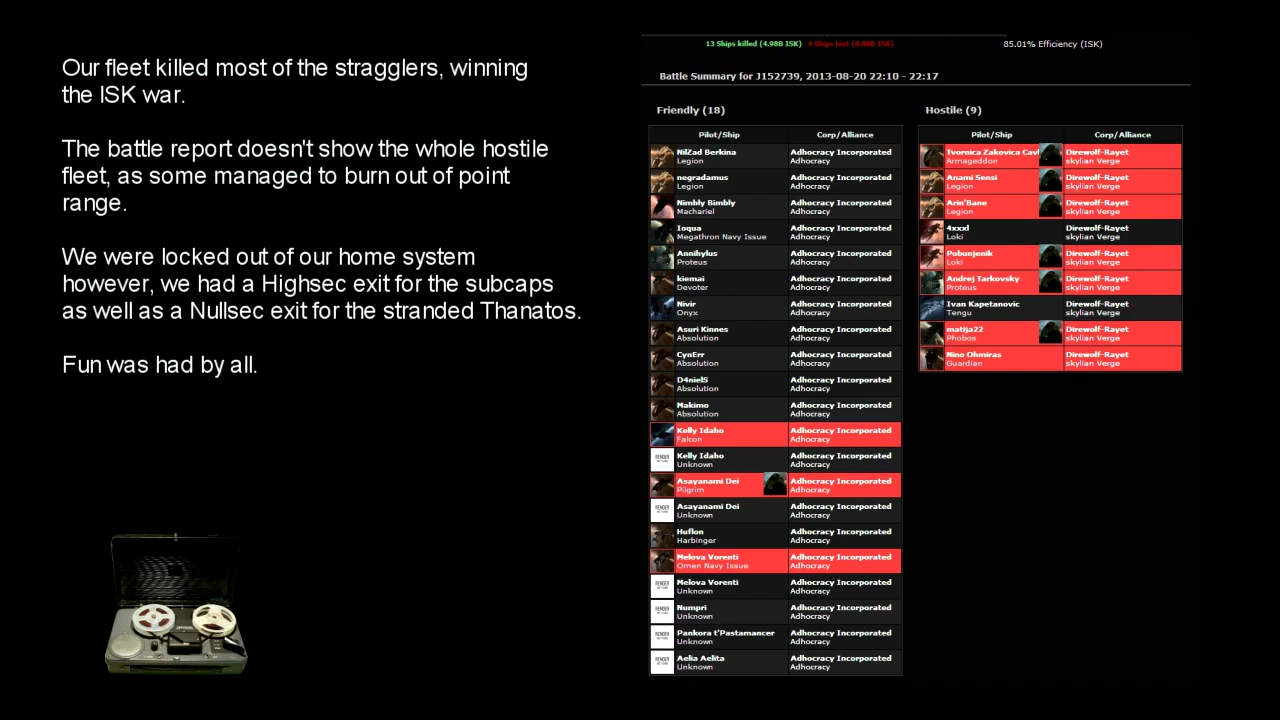 Our fleet killed most of the stragglers, winning
the ISK war.
The battle report doesn't show the whole hostile
fleet, as some managed to burn out of point
range.
We were locked out of our home system
however, we had a Highsec exit for the subcaps
as well as a Nullsec exit for the stranded Thanatos.
Fun was had by all.
13 Ships killed (4.98B ISK) 4 Ships lost (0.88B ISK) 85.01% Efficiency (ISK)
Battle Summary for J152739, 2013-08-20 22:10 - 22:17
Friendly (18)
Pilot/Ship Corp/Alliance
NilZad Berkina Adhocracy Incorporated
Legion Adhocracy
negradamus Adhocracy Incorporated
Legion Adhocracy
Nimbly Bimbly Adhocracy Incorporated
Machariel Adhocracy
Ioqua Adhocracy Incorporated
Megathron Navy Issue Adhocracy
Annihylus Adhocracy Incorporated
Proteus Adhocracy
kiemai Adhocracy Incorporated
Devoter Adhocracy
Nivir Adhocracy Incorporated
Onyx Adhocracy
Asuri Kinnes Adhocracy Incorporated
Absolution Adhocracy
CynErr Adhocracy Incorporated
Absolution Adhocracy
D4nielS Adhocracy Incorporated
Absolution Adhocracy
Makimo Adhocracy Incorporated
Absolution Adhocracy
Kelly Idaho Adhocracy Incorporated
Falcon Adhocracy
Kelly Idaho Adhocracy Incorporated
Unknown Adhocracy
Asayanami Dei Adhocracy Incorporated
Pilgrim Adhocracy
Asayanami Dei Adhocracy Incorporated
Unknown Adhocracy
Huflon Adhocracy Incorporated
Harbinger Adhocracy
Melova Vorenti Adhocracy Incorporated
Omen Navy Issue Adhocracy
Melova Vorenti Adhocracy Incorporated
Unknown Adhocracy
Numpri Adhocracy Incorporated
Unknown Adhocracy
Pankora t'Pastamancer Adhocracy Incorporated
Unknown Adhocracy
Aelia Aelita Adhocracy Incorporated
Unknown Adhocracy
Hostile (9)
Pilot/Ship Corp/Alliance
Tvornica Zakovica Cavl Direwolf-Rayet
Armageddon skylian Verge
Anami Sensi Direwolf-Rayet
Legion skylian Verge
Arin'Bane Direwolf-Rayet
Legion skylian Verge
4xxxl Direwolf-Rayet
Loki skylian Verge
Pobunjenik Direwolf-Rayet
Loki skylian Verge
Andrej Tarkovsky Direwolf-Rayet
Proteus skylian Verge
Ivan Kapetanovic Direwolf-Rayet
Tengu skylian Verge
matija22 Direwolf-Rayet
Phobos skylian Verge
Nino Ohmiras Direwolf-Rayet
Guardian skylian Verge